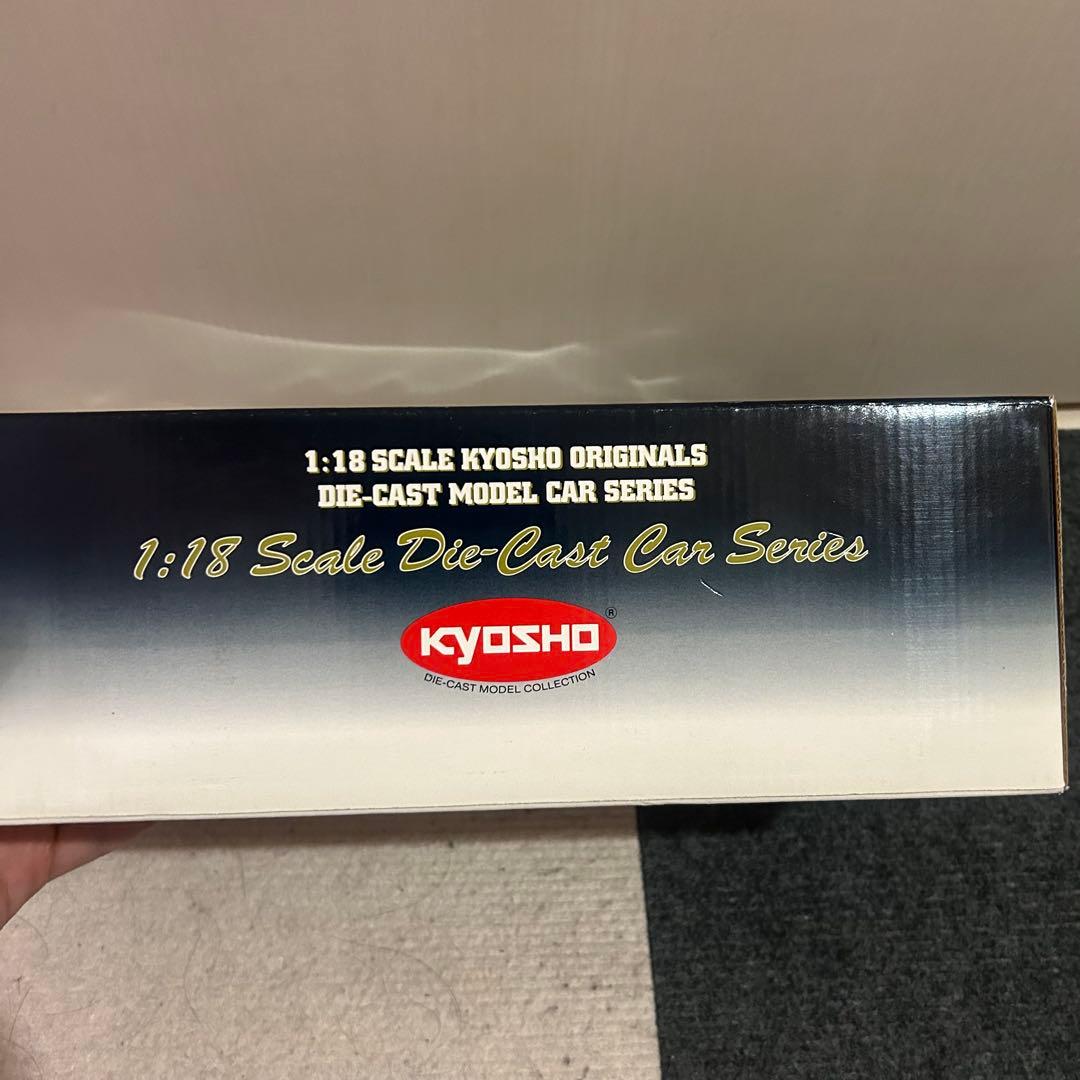 1:18 SCALE KYOSHO ORIGINALS
DIE-CAST MODEL CAR SERIES
1:18 Scale Die-Cast Car Series
KYOSHO ®
DIE-CAST MODEL COLLECTION